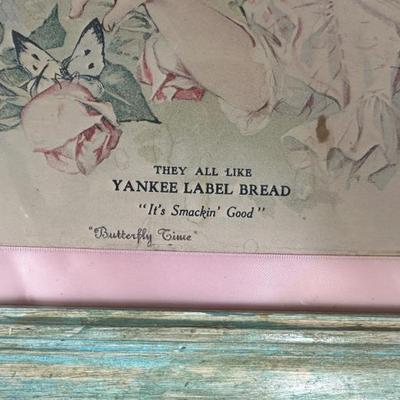 THEY ALL LIKE
YANKEE LABEL BREAD
"It's Smackin' Good"
"Butterfly Time"